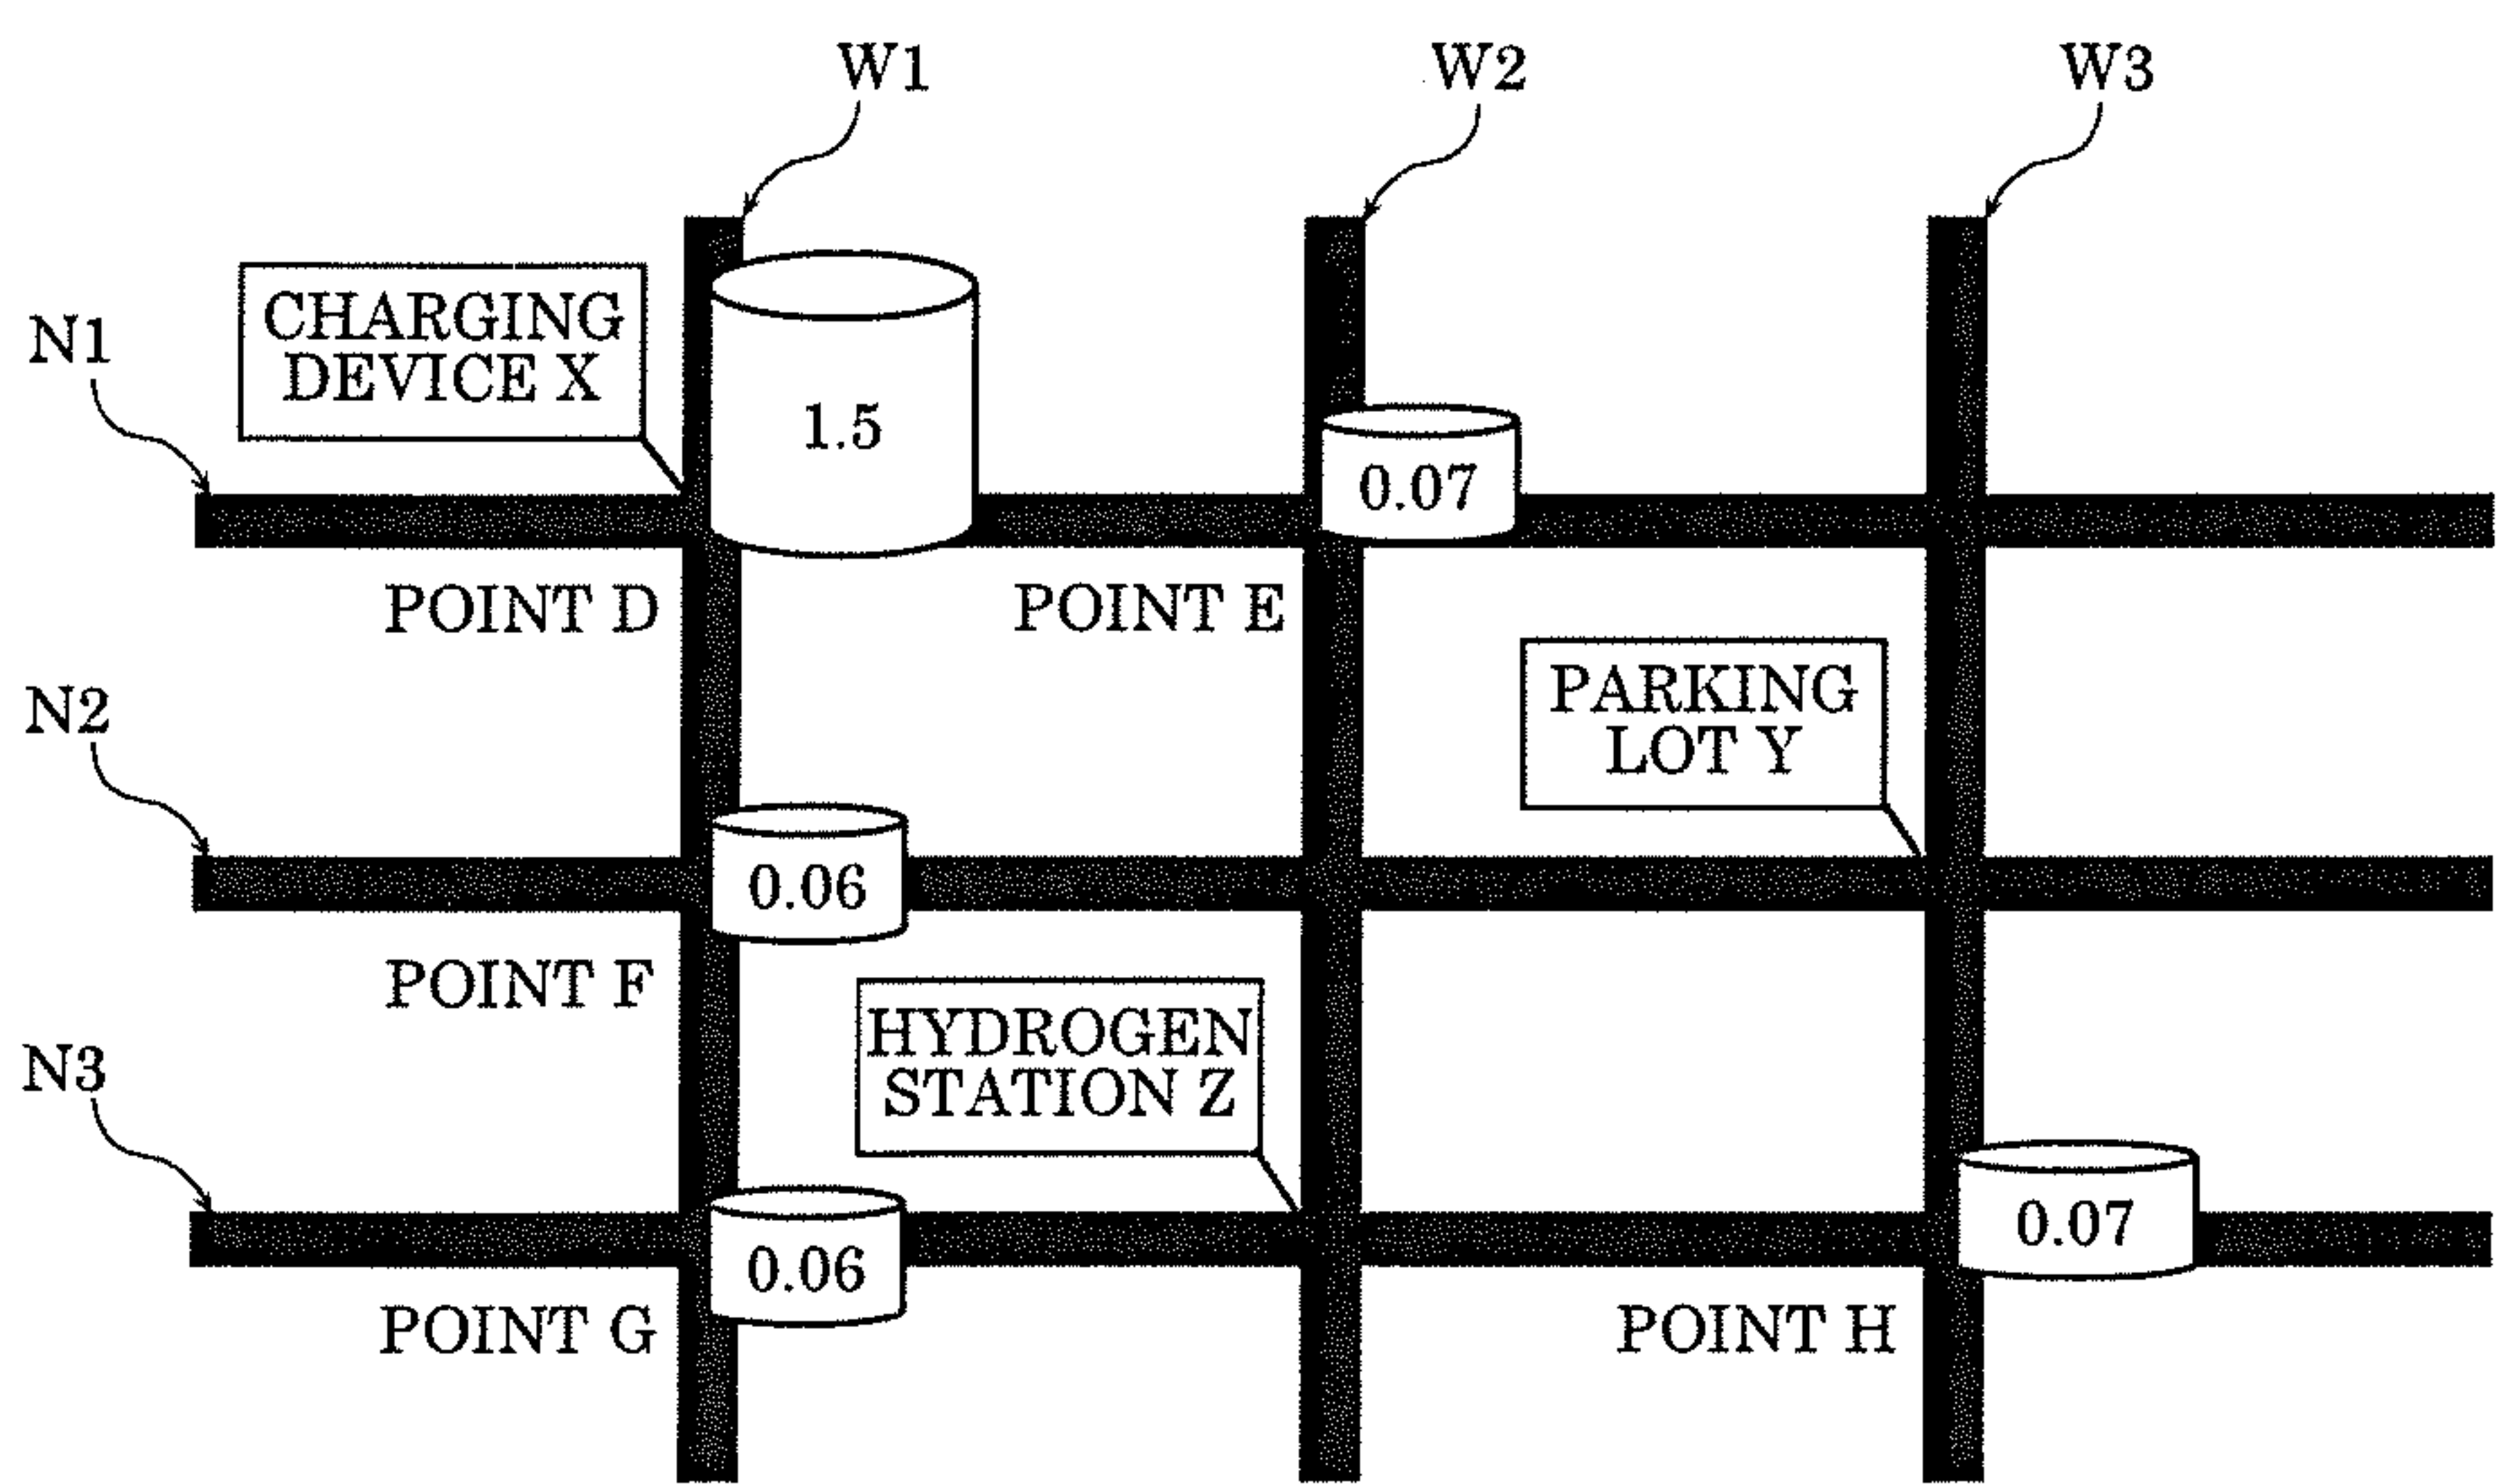 W1
W2
W3
CHARGING
DEVICE X
N1
1.5
0.07
POINT D
POINT E
PARKING
LOT Y
N2
0.06
POINT F
HYDROGEN
STATION Z
N3
0.07
0.06
POINT G
POINT H